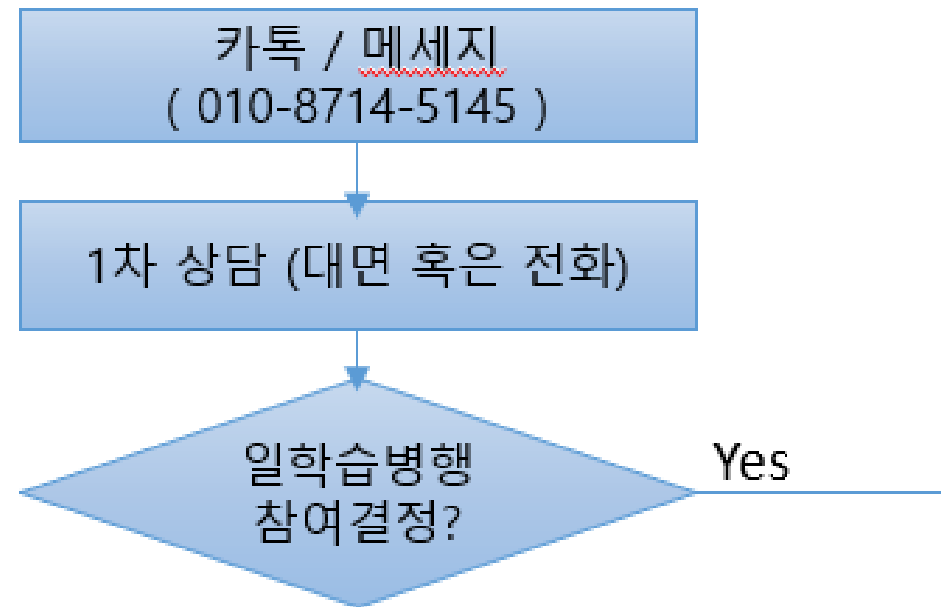 카톡 / 메세지
( 010-8714-5145 )
1차 상담 (대면 혹은 전화)
일학습병행
참여결정?
Yes